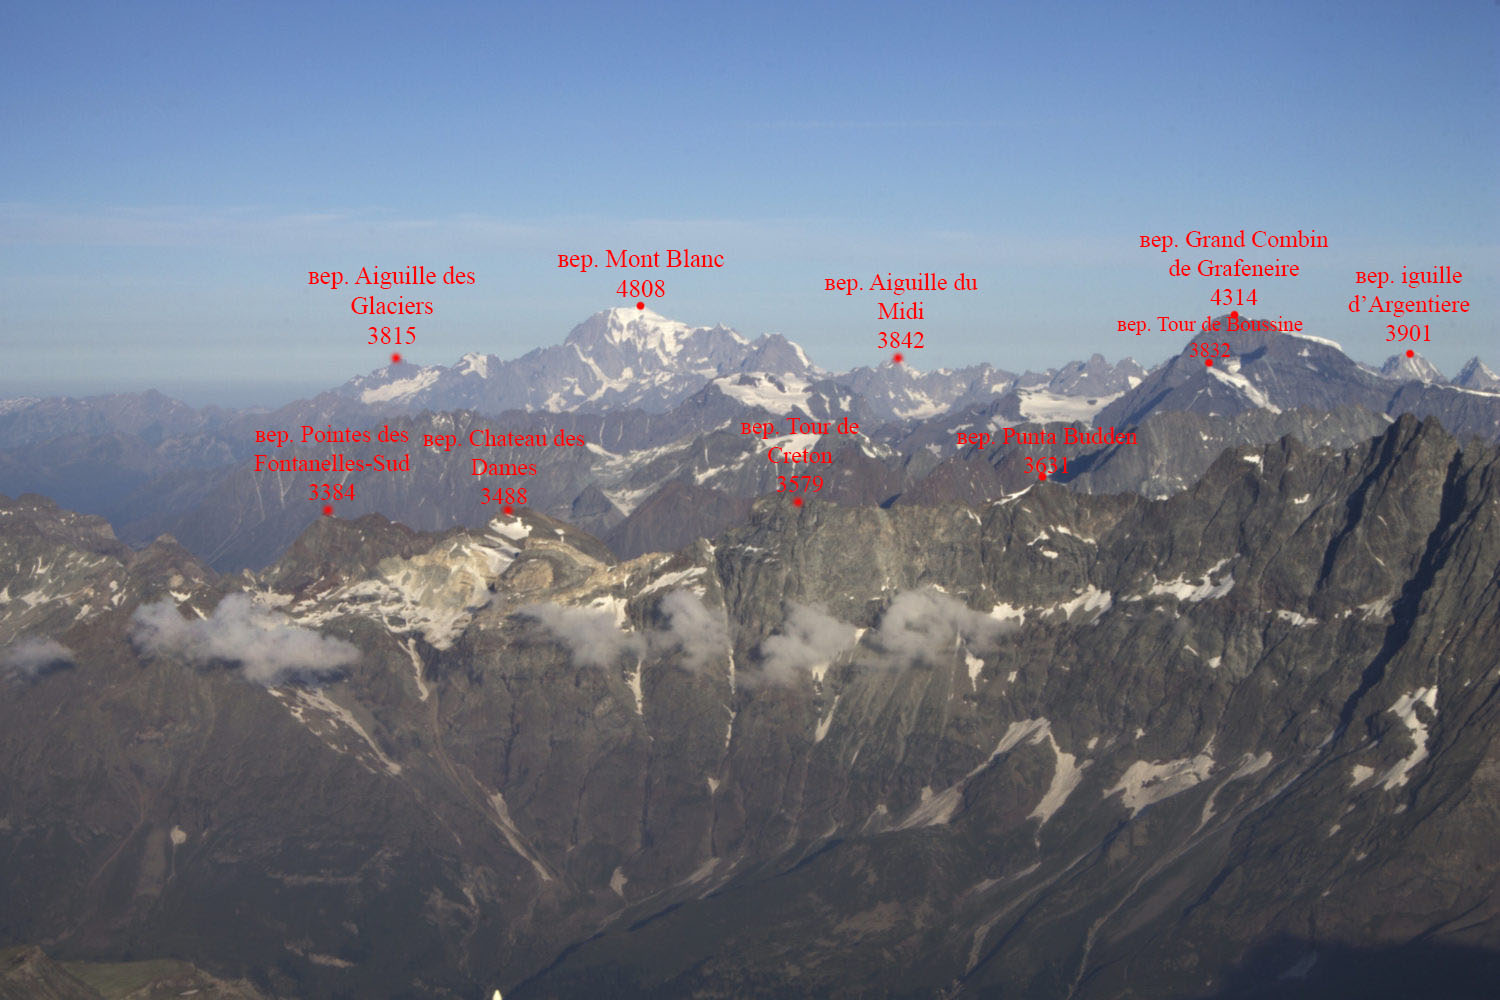 вер. Aiguille des
Glaciers
3815
вер. Mont Blanc
4808
вер. Aiguille du
Midi
3842
вер. Grand Combin
de Grafeneire
4314
вер. Tour de Boussine
3832
вер. iguille
d’Argentiere
3901
вер. Pointes des
Fontanelles-Sud
3384
вер. Chateau des
Dames
3488
вер. Tour de
Creton
3579
вер. Punta Budden
3631